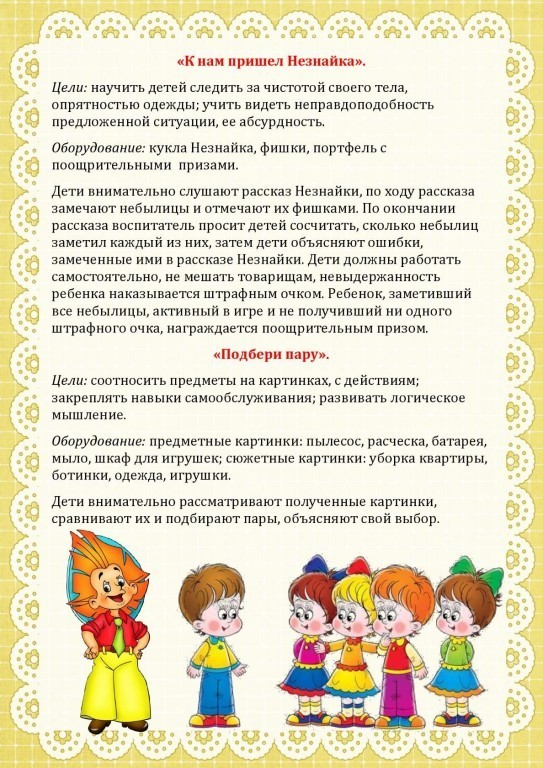 «К нам пришел Незнайка».
Цели: научить детей следить за чистотой своего тела,
опрятностью одежды; учить видеть неправдоподобность
предложенной ситуации, ее абсурдность.
Оборудование: кукла Незнайка, фишки, портфель с
поощрительными призами.
Дети внимательно слушают рассказ Незнайки, по ходу рассказа
замечают небылицы и отмечают их фишками. По окончании
рассказа воспитатель просит детей сосчитать, сколько небылиц
заметил каждый из них, затем дети объясняют ошибки,
замеченные ими в рассказе Незнайки. Дети должны работать
самостоятельно, не мешать товарищам, невыдержанность
ребенка наказывается штрафным очком. Ребенок, заметивший
все небылицы, активный в игре и не получивший ни одного
штрафного очка, награждается поощрительным призом.
«Подбери пару».
Цели: соотносить предметы на картинках, с действиям;
закреплять навыки самообслуживания; развивать логическое
мышление.
Оборудование: предметные картинки: пылесос, расческа, батарея,
мыло, шкаф для игрушек; сюжетные картинки: уборка квартиры,
ботинки, одежда, игрушки.
Дети внимательно рассматривают полученные картинки,
сравнивают их и подбирают пары, объясняют свой выбор.